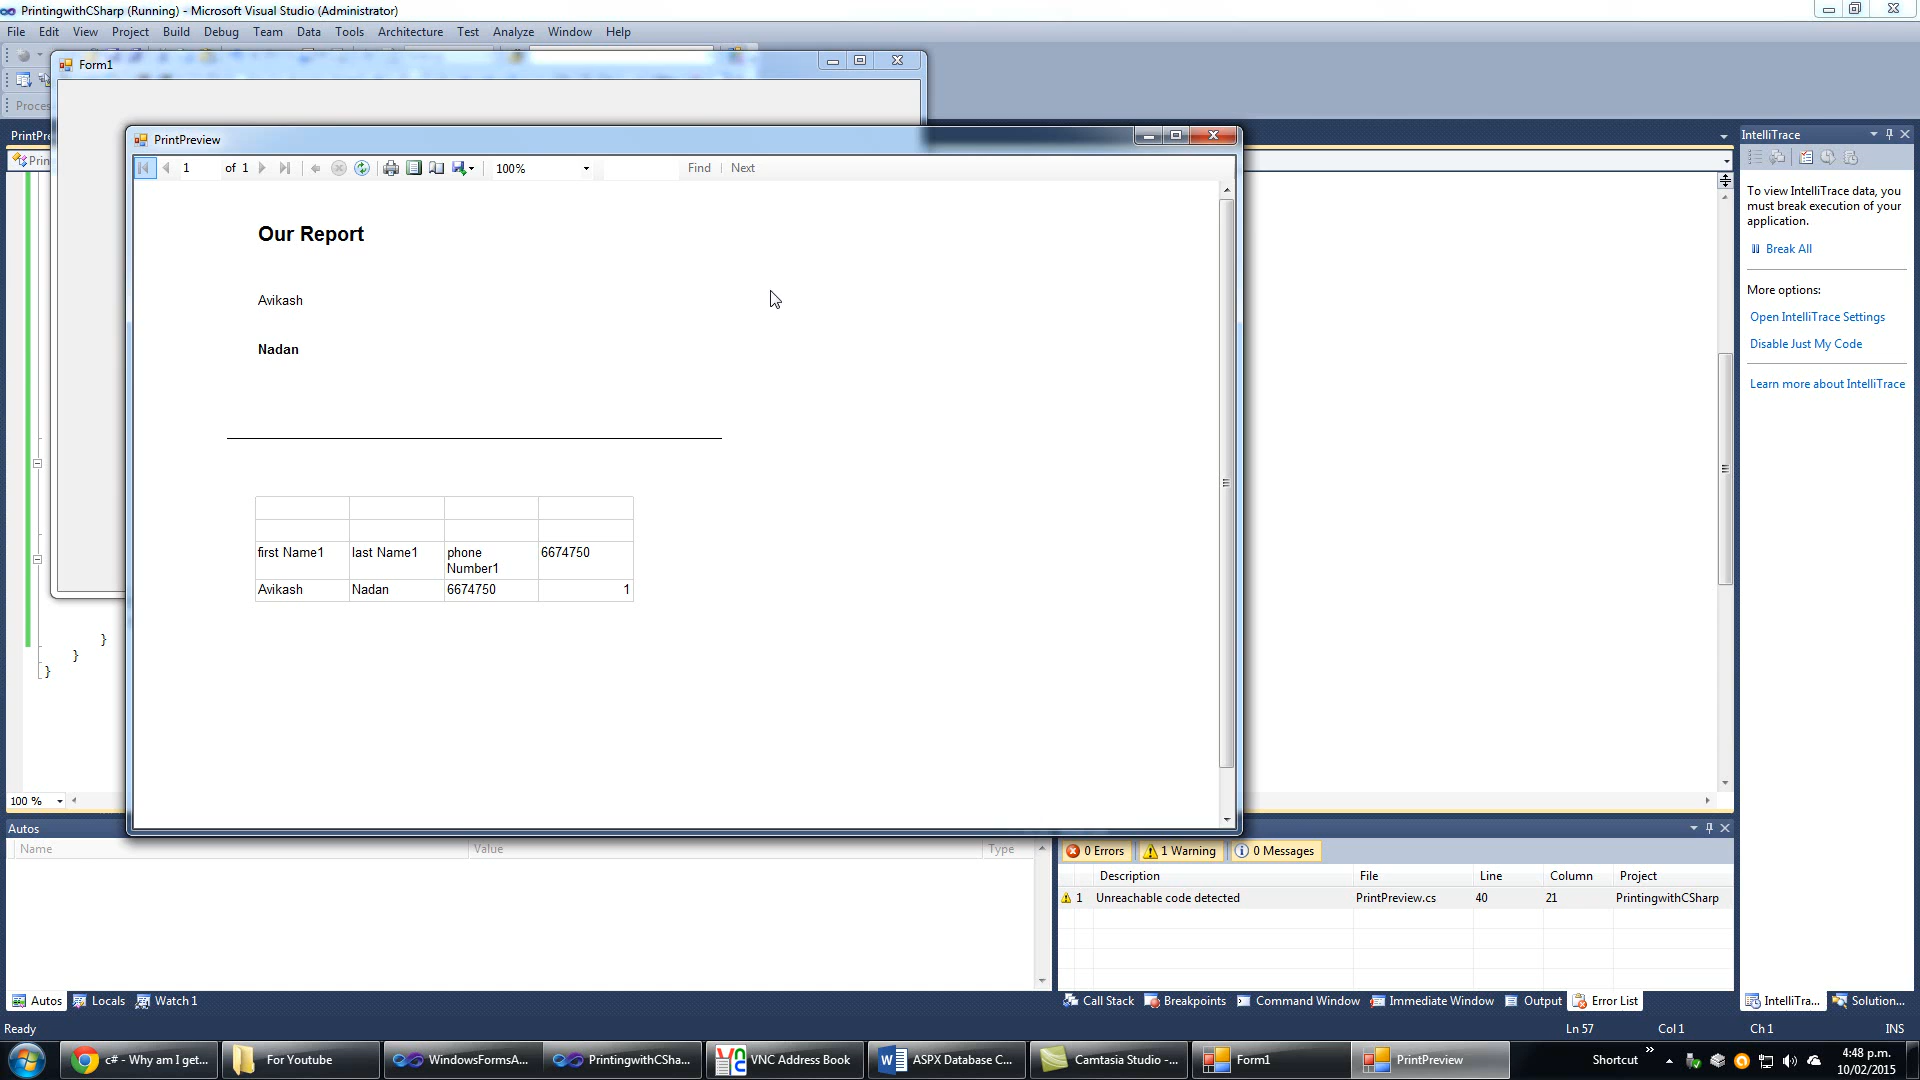 PrintingwithCSharp (Running) - Microsoft Visual Studio (Administrator)
File Edit View Project Build Debug Team Data Tools Architecture Test Analyze Window Help
Form1
Proces
PrintPre
Prin
PrintPreview
1 of 1 100% Find | Next
Our Report
Avikash
Nadan
first Name1 last Name1 phone Number1 6674750
Avikash Nadan 6674750 1
}
}
}
100 %
IntelliTrace
To view IntelliTrace data, you
must break execution of your
application.
Break All
More options:
Open IntelliTrace Settings
Disable Just My Code
Learn more about IntelliTrace
Autos
Name Value Type
0 Errors 1 Warning 0 Messages
Description File Line Column Project
1 Unreachable code detected PrintPreview.cs 40 21 PrintingwithCSharp
Autos Locals Watch 1
Call Stack Breakpoints Command Window Immediate Window Output Error List
IntelliTra... Solution...
Ready Ln 57 Col 1 Ch 1 INS
c# - Why am I get... For Youtube WindowsFormsA... PrintingwithCSha... VNC Address Book ASPX Database C... Camtasia Studio -... Form1 PrintPreview
Shortcut »
4:48 p.m.
10/02/2015